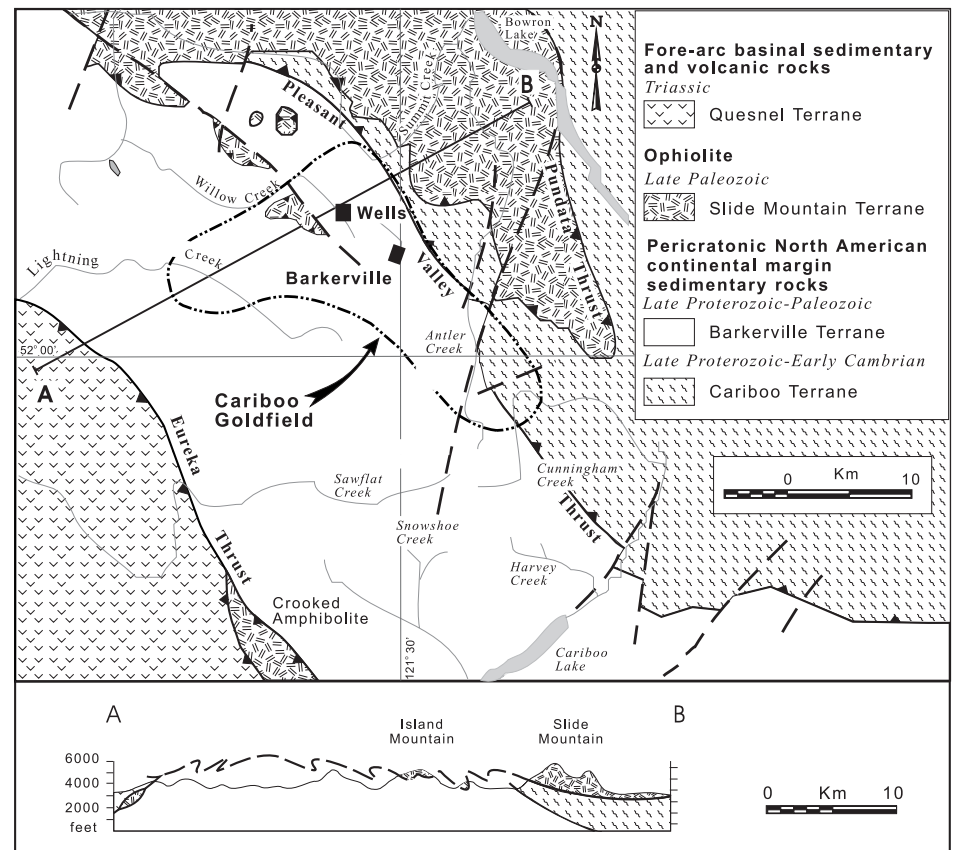 Bowron
Lake
N
Pleasant
Summit Creek
B
Willow Creek
Wells
Pundata
Thrust
Lightning
Creek
Barkerville
Valley
Antler
Creek
52° 00'
A
Cariboo
Goldfield
Eureka
Thrust
Sawflat
Creek
Cunningham
Creek
Thrust
Snowshoe
Creek
Harvey
Creek
Crooked
Amphibolite
121° 30'
Cariboo
Lake
Fore-arc basinal sedimentary
and volcanic rocks
Triassic
Quesnel Terrane
Ophiolite
Late Paleozoic
Slide Mountain Terrane
Pericratonic North American
continental margin
sedimentary rocks
Late Proterozoic-Paleozoic
Barkerville Terrane
Late Proterozoic-Early Cambrian
Cariboo Terrane
0 Km 10
A
B
Island
Mountain
Slide
Mountain
6000
4000
2000
feet
0 Km 10